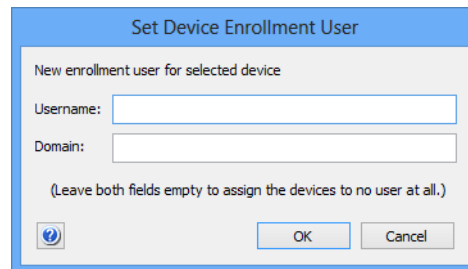 Set Device Enrollment User
New enrollment user for selected device
Username:
Domain:
(Leave both fields empty to assign the devices to no user at all.)
?
OK
Cancel